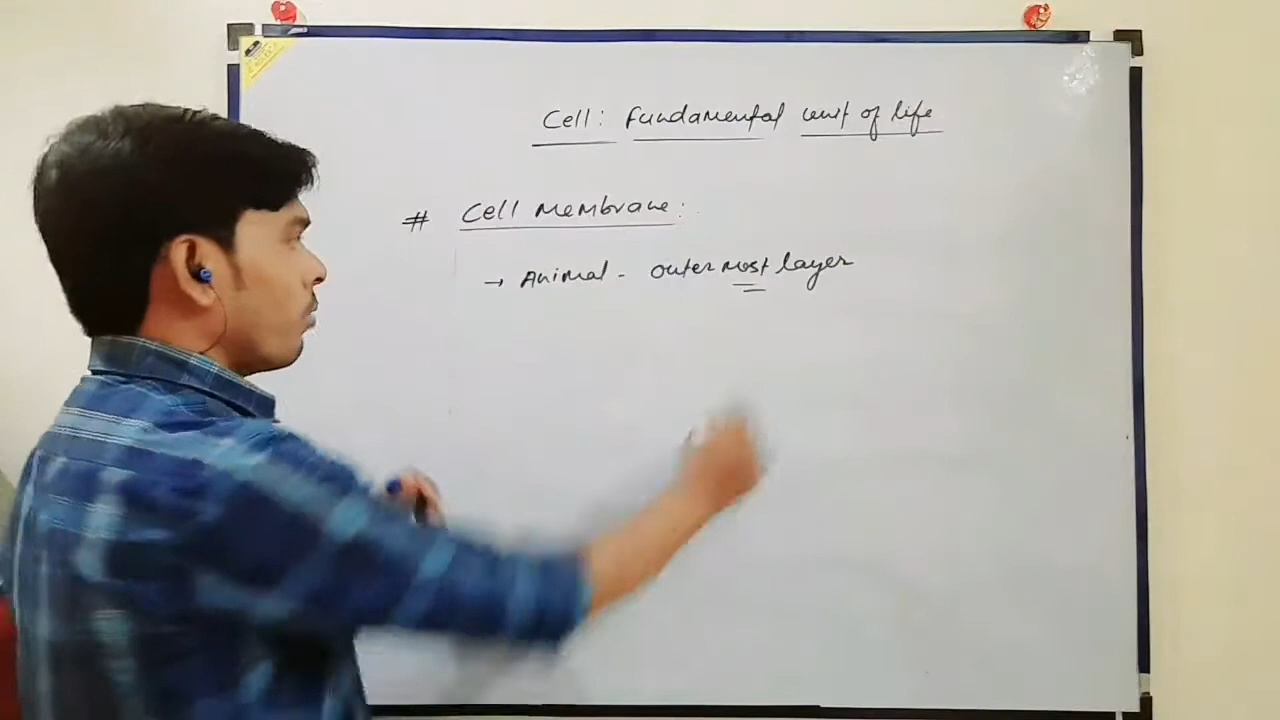 Cell: Fundamental unit of life
# Cell Membrane:
→ Animal - outer most layer